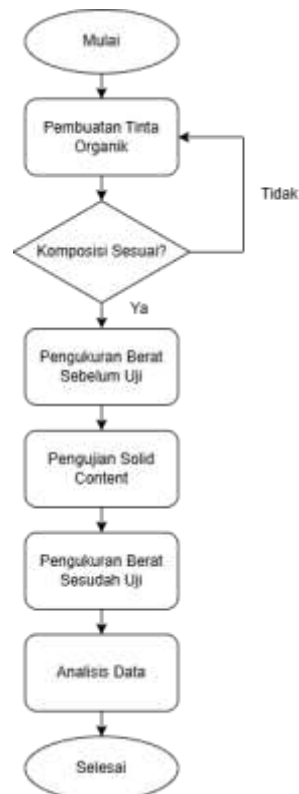 Mulai
Pembuatan Tinta
Organik
Tidak
Komposisi Sesuai?
Ya
Pengukuran Berat
Sebelum Uji
Pengujian Solid
Content
Pengukuran Berat
Sesudah Uji
Analisis Data
Selesai